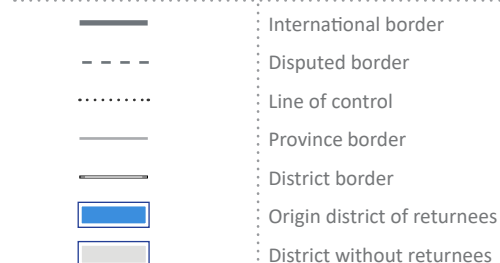 International border
Disputed border
Line of control
Province border
District border
Origin district of returnees
District without returnees